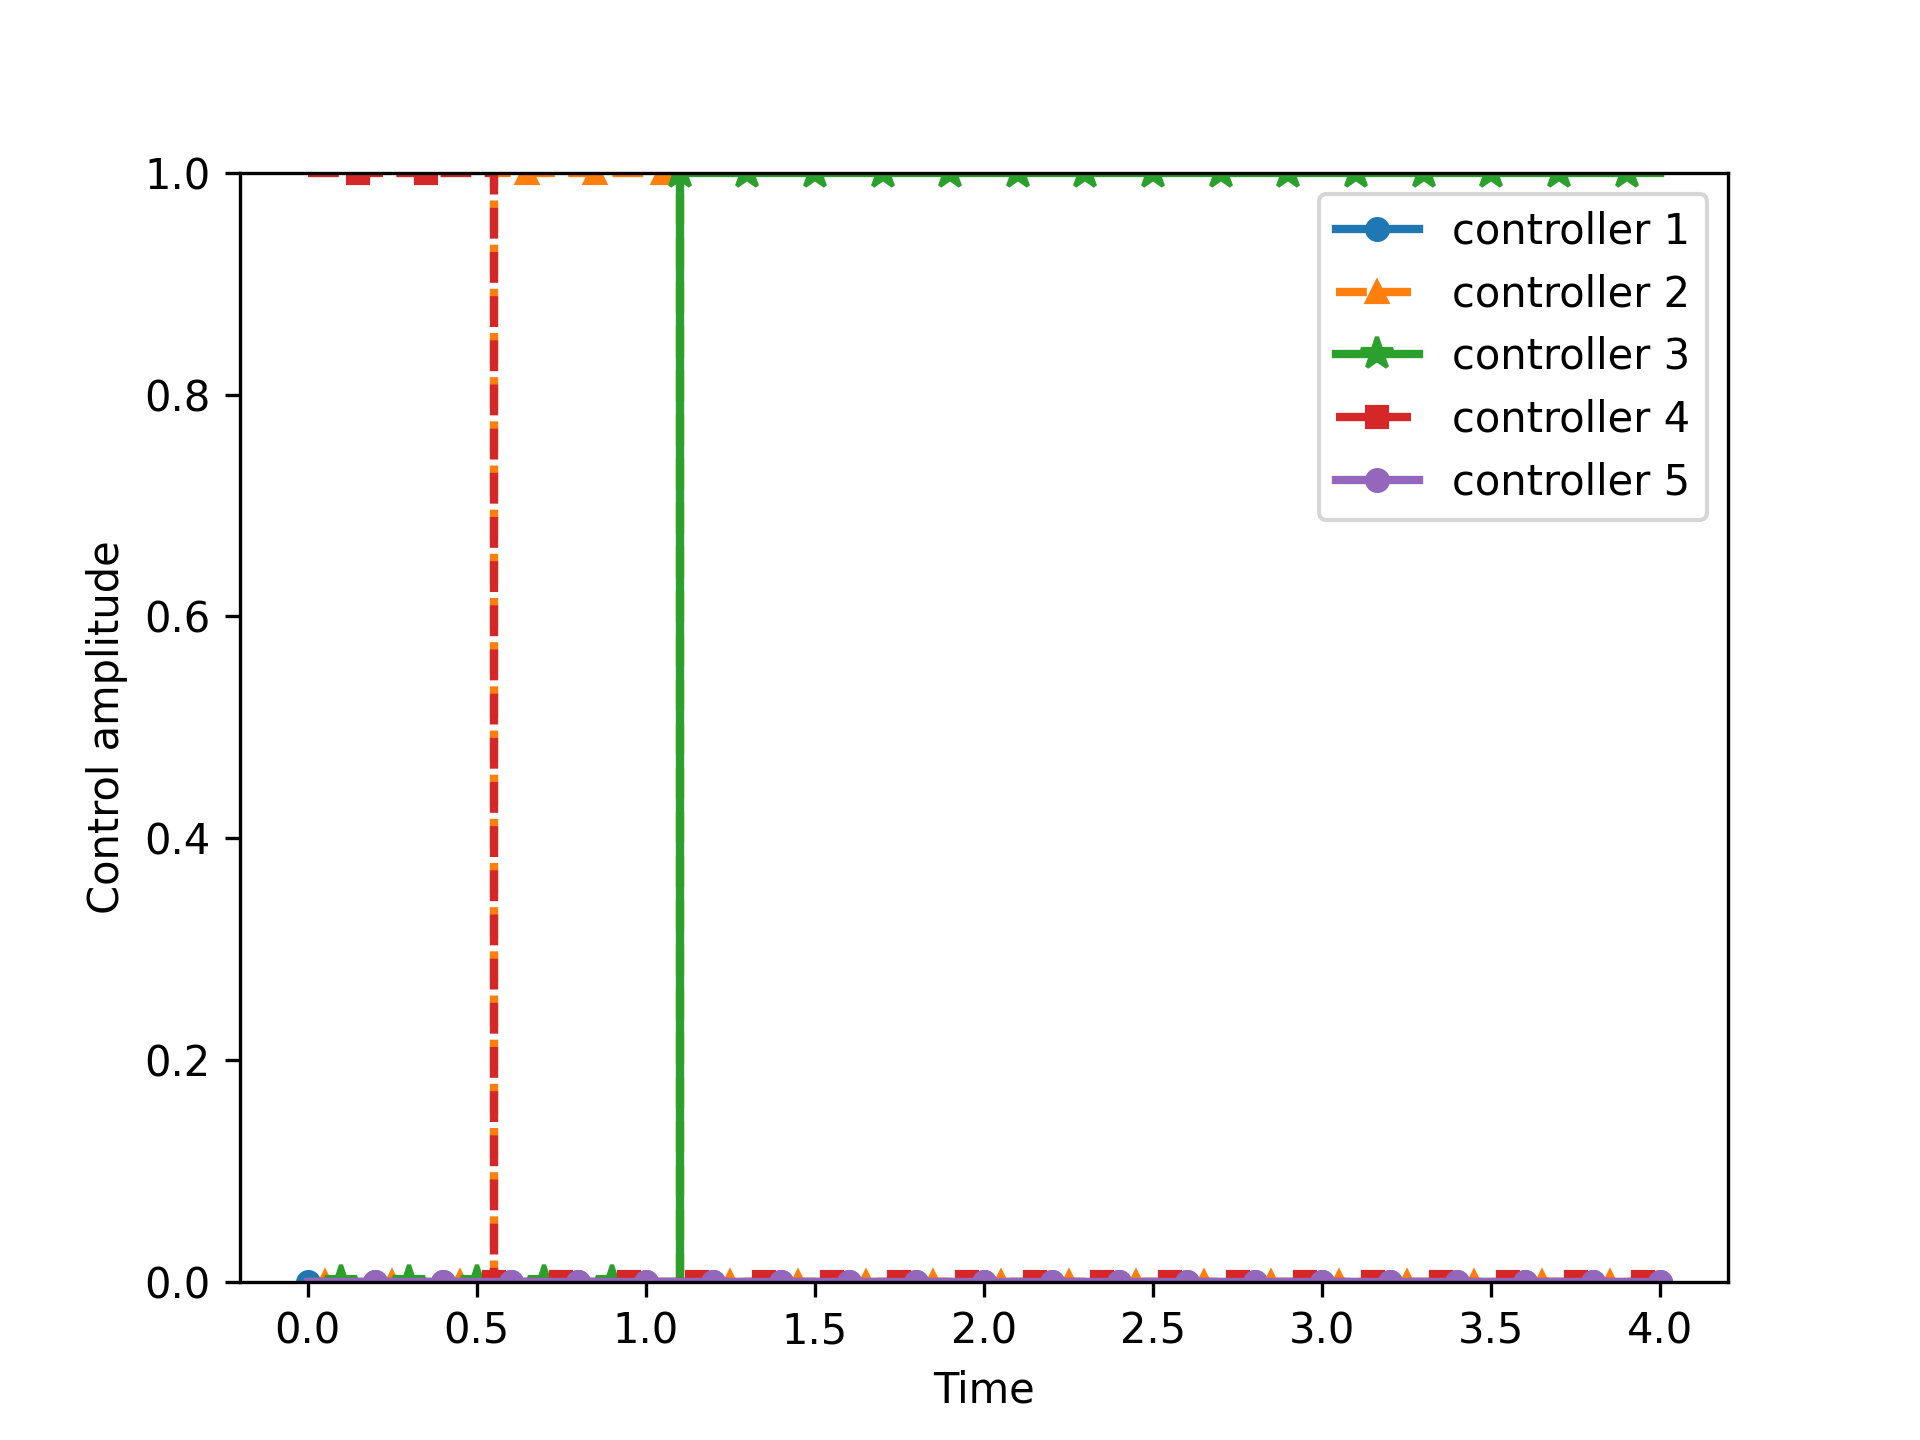 1.0
0.8
0.6
0.4
0.2
0.0
Control amplitude
controller 1
controller 2
controller 3
controller 4
controller 5
0.0 0.5 1.0 1.5 2.0 2.5 3.0 3.5 4.0
Time